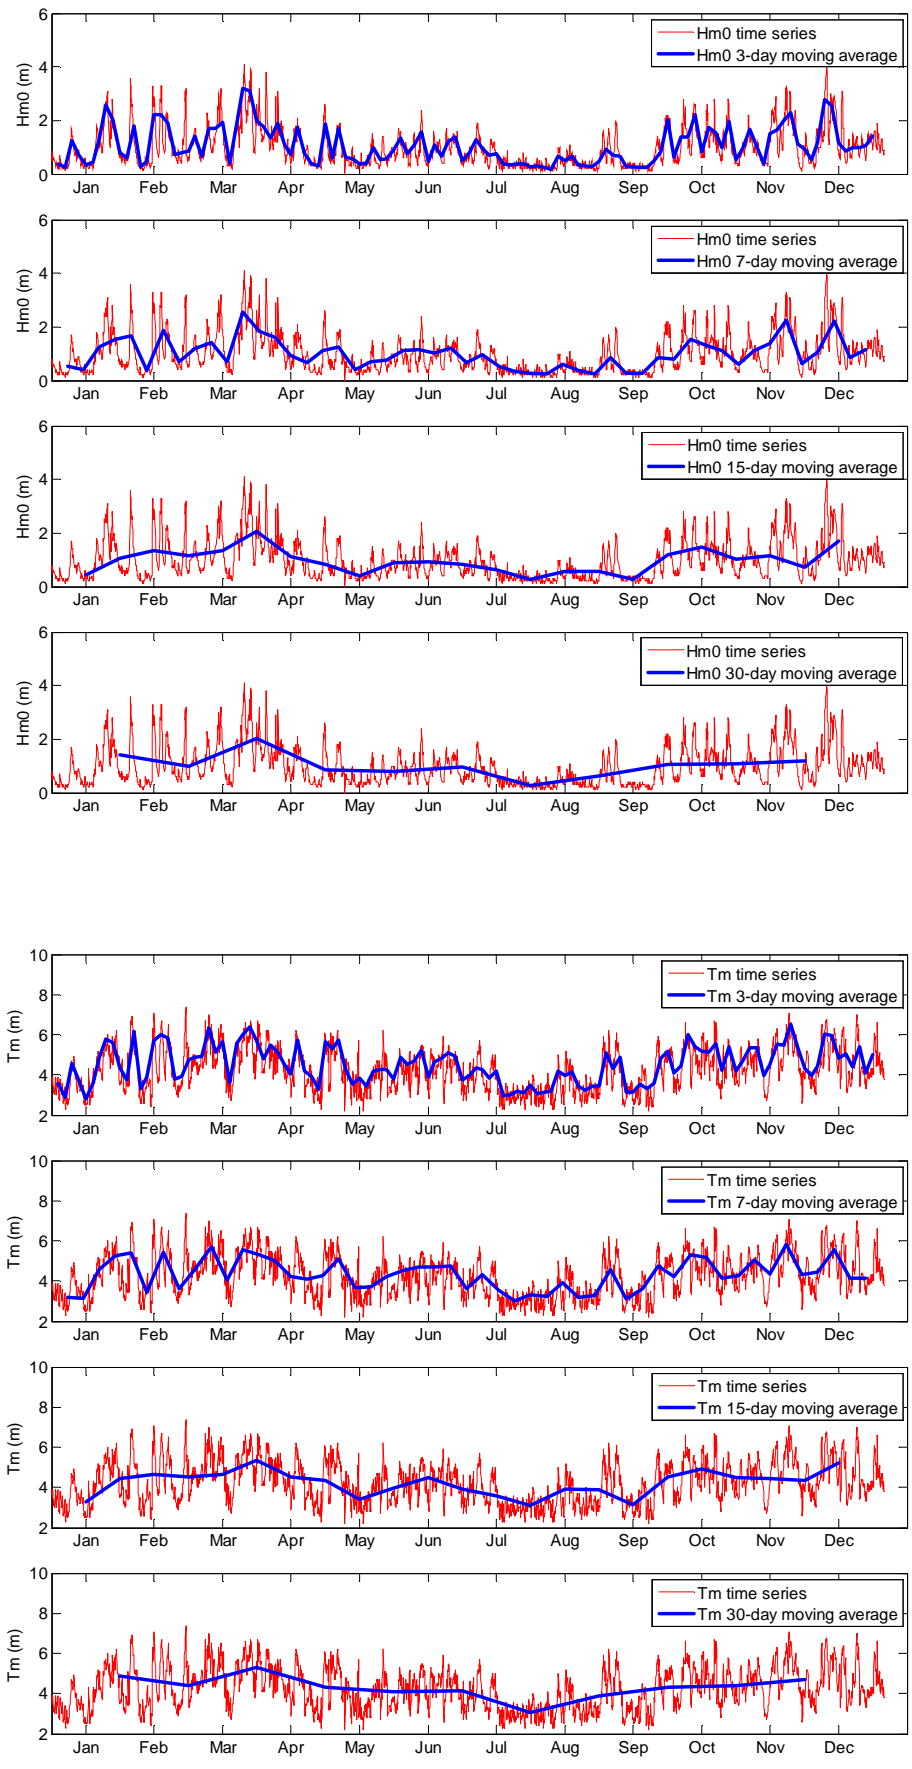 6
4
2
0
Hm0 (m)
Hm0 time series
Hm0 3-day moving average
Jan Feb Mar Apr May Jun Jul Aug Sep Oct Nov Dec
6
4
2
0
Hm0 (m)
Hm0 time series
Hm0 7-day moving average
Jan Feb Mar Apr May Jun Jul Aug Sep Oct Nov Dec
6
4
2
0
Hm0 (m)
Hm0 time series
Hm0 15-day moving average
Jan Feb Mar Apr May Jun Jul Aug Sep Oct Nov Dec
6
4
2
0
Hm0 (m)
Hm0 time series
Hm0 30-day moving average
Jan Feb Mar Apr May Jun Jul Aug Sep Oct Nov Dec
10
8
6
4
2
Tm (m)
Tm time series
Tm 3-day moving average
Jan Feb Mar Apr May Jun Jul Aug Sep Oct Nov Dec
10
8
6
4
2
Tm (m)
Tm time series
Tm 7-day moving average
Jan Feb Mar Apr May Jun Jul Aug Sep Oct Nov Dec
10
8
6
4
2
Tm (m)
Tm time series
Tm 15-day moving average
Jan Feb Mar Apr May Jun Jul Aug Sep Oct Nov Dec
10
8
6
4
2
Tm (m)
Tm time series
Tm 30-day moving average
Jan Feb Mar Apr May Jun Jul Aug Sep Oct Nov Dec